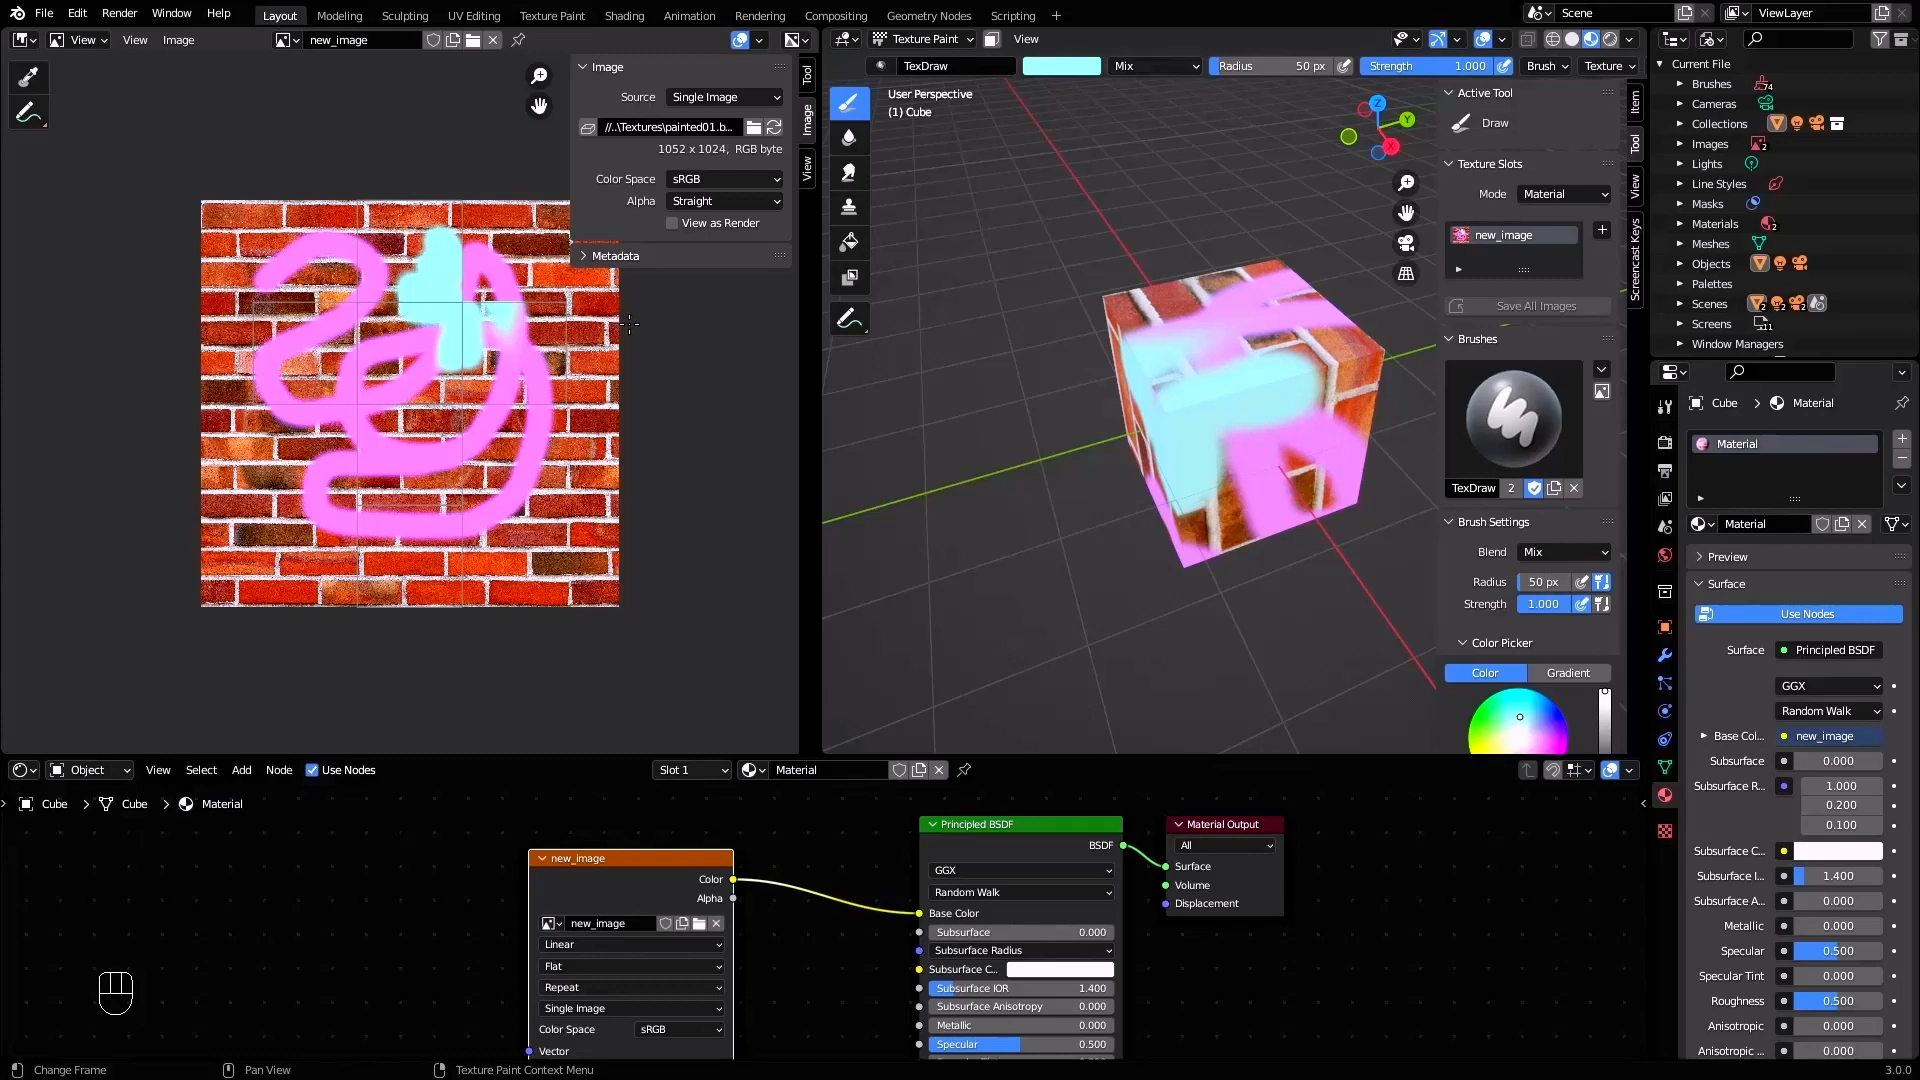 File Edit Render Window Help Layout Modeling Sculpting UV Editing Texture Paint Shading Animation Rendering Compositing Geometry Nodes Scripting + Scene ViewLayer
View View Image new_image
Texture Paint View
TexDraw Mix Radius 50 px Strength 1.000 Brush Texture
Image
Source Single Image
//..\Textures\painted01.b...
1052 x 1024, RGB byte
Color Space sRGB
Alpha Straight
View as Render
Metadata
Tool
Image
View
User Perspective
(1) Cube
Z
Y
X
Active Tool
Draw
Texture Slots
Mode Material
new_image
Save All Images
Brushes
TexDraw 2
Brush Settings
Blend Mix
Radius 50 px
Strength 1.000
Color Picker
Color Gradient
Item
Tool
View
Screencast Keys
Current File
Brushes 74
Cameras
Collections
Images 2
Lights
Line Styles
Masks
Materials 2
Meshes
Objects
Palettes
Scenes 2 2 2
Screens 11
Window Managers
Cube > Material
Material
Material
Preview
Surface
Use Nodes
Surface Principled BSDF
GGX
Random Walk
Base Col... new_image
Subsurface 0.000
Subsurface R... 1.000
0.200
0.100
Subsurface C...
Subsurface I... 1.400
Subsurface A... 0.000
Metallic 0.000
Specular 0.500
Specular Tint 0.000
Roughness 0.500
Anisotropic 0.000
Anisotropic ... 0.000
Object View Select Add Node Use Nodes Slot 1 Material
Cube > Cube > Material
new_image
Color
Alpha
new_image
Linear
Flat
Repeat
Single Image
Color Space sRGB
Vector
Principled BSDF
BSDF
GGX
Random Walk
Base Color
Subsurface 0.000
Subsurface Radius
Subsurface C...
Subsurface IOR 1.400
Subsurface Anisotropy 0.000
Metallic 0.000
Specular 0.500
Material Output
All
Surface
Volume
Displacement
Change Frame Pan View Texture Paint Context Menu 3.0.0